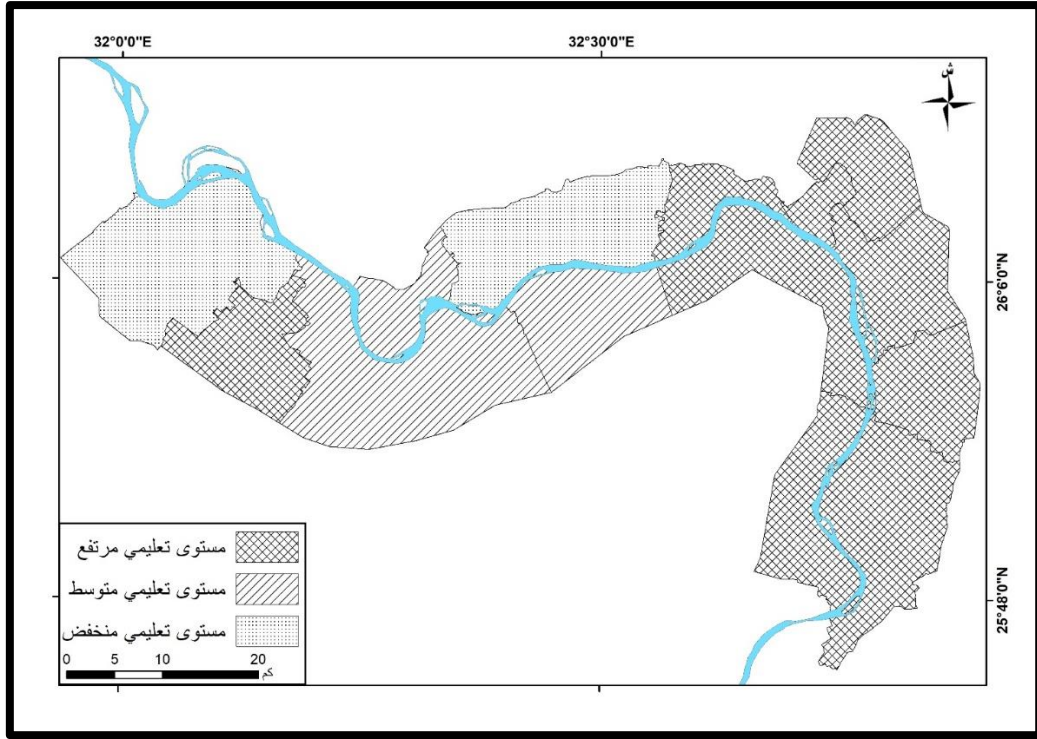 32°0'0"E
32°30'0"E
ش
26°6'0"N
25°48'0"N
مستوى تعليمي مرتفع
مستوى تعليمي متوسط
مستوى تعليمي منخفض
0 5 10 20
كم